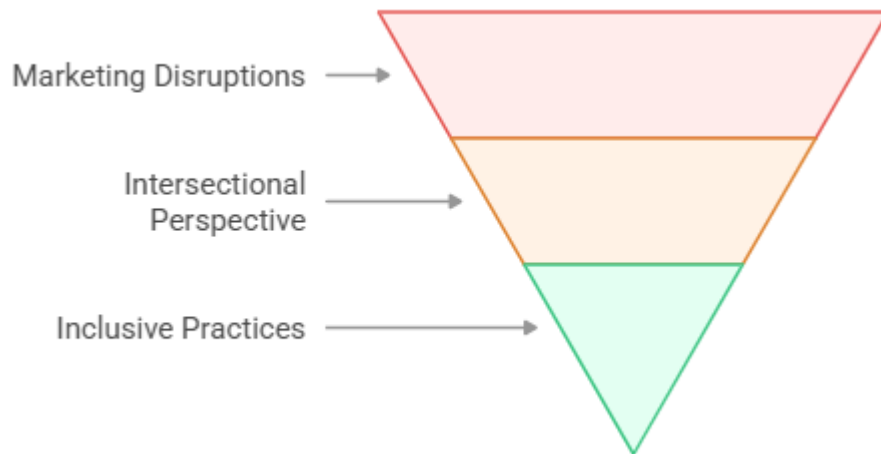 Marketing Disruptions
Intersectional
Perspective
Inclusive Practices